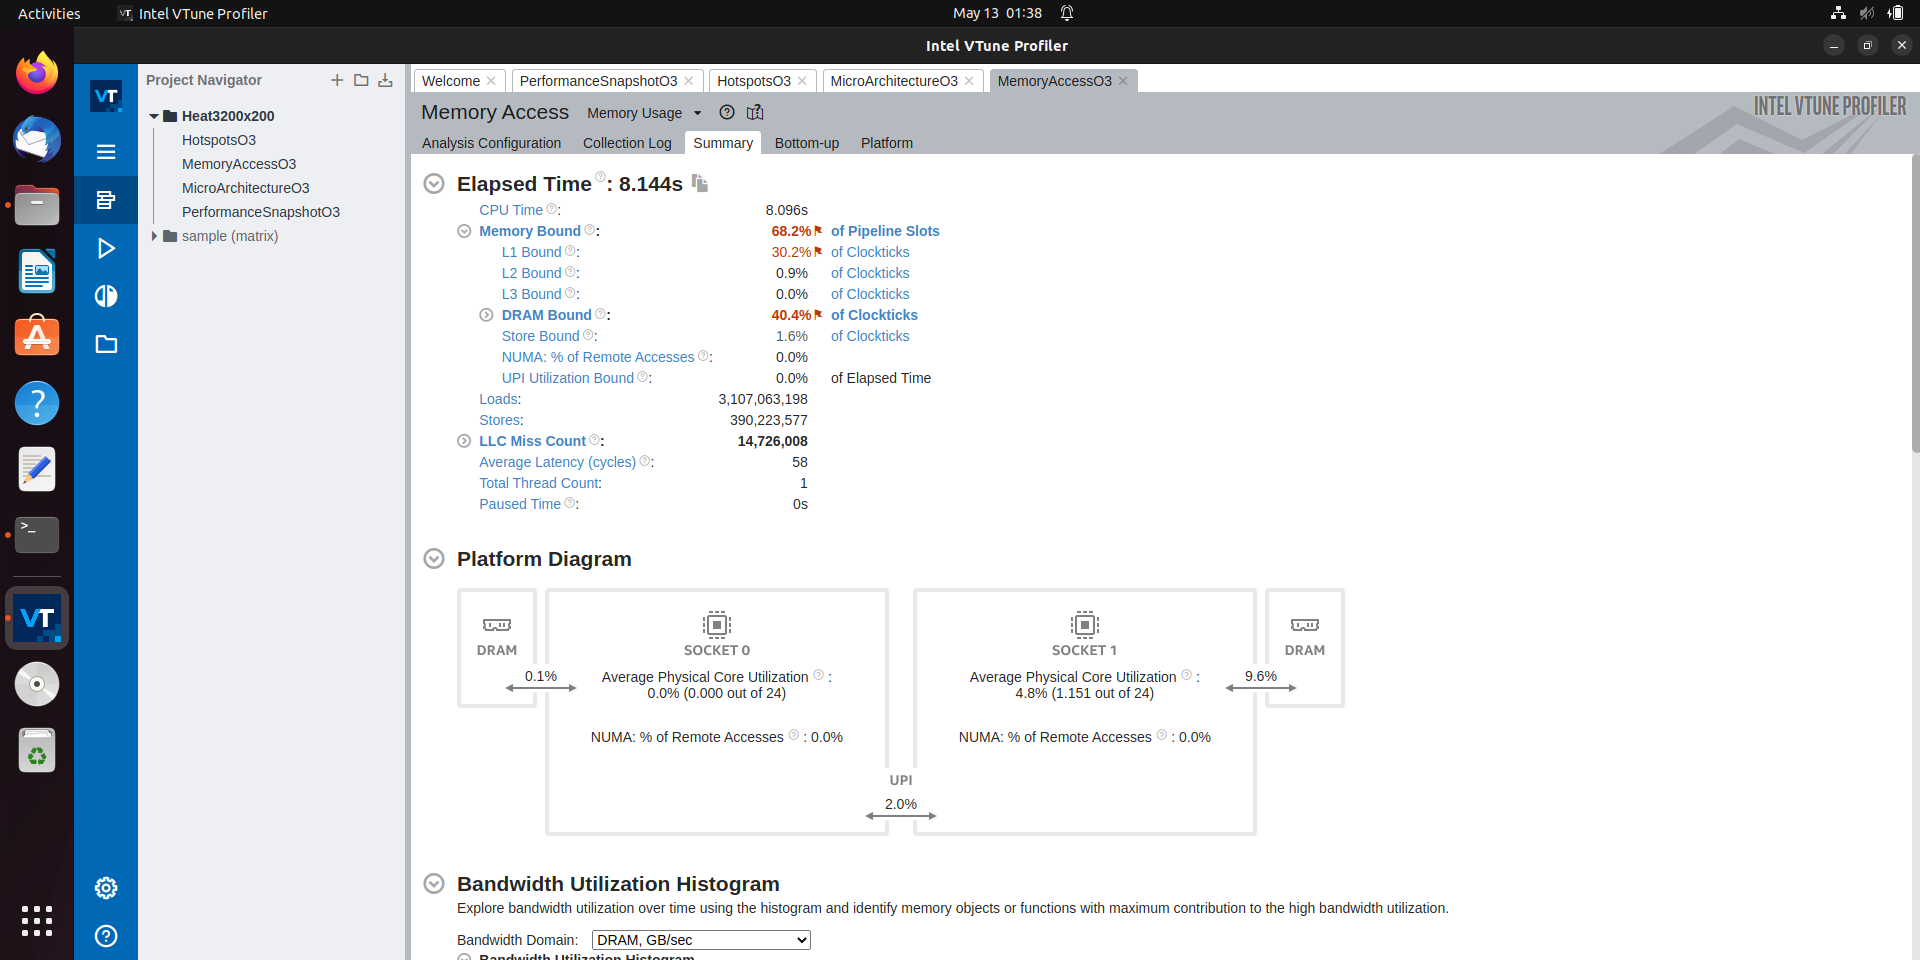 Activities
VT Intel VTune Profiler
May 13 01:38
Intel VTune Profiler
VT
Project Navigator
Heat3200x200
HotspotsO3
MemoryAccessO3
MicroArchitectureO3
PerformanceSnapshotO3
sample (matrix)
Welcome
PerformanceSnapshotO3
HotspotsO3
MicroArchitectureO3
MemoryAccessO3
Memory Access Memory Usage
INTEL VTUNE PROFILER
Analysis Configuration Collection Log Summary Bottom-up Platform
Elapsed Time : 8.144s
CPU Time : 8.096s
Memory Bound : 68.2% of Pipeline Slots
L1 Bound : 30.2% of Clockticks
L2 Bound : 0.9% of Clockticks
L3 Bound : 0.0% of Clockticks
DRAM Bound : 40.4% of Clockticks
Store Bound : 1.6% of Clockticks
NUMA: % of Remote Accesses : 0.0%
UPI Utilization Bound : 0.0% of Elapsed Time
Loads: 3,107,063,198
Stores: 390,223,577
LLC Miss Count : 14,726,008
Average Latency (cycles) : 58
Total Thread Count: 1
Paused Time : 0s
Platform Diagram
DRAM
0.1%
SOCKET 0
Average Physical Core Utilization :
0.0% (0.000 out of 24)
NUMA: % of Remote Accesses : 0.0%
UPI
2.0%
SOCKET 1
Average Physical Core Utilization :
4.8% (1.151 out of 24)
NUMA: % of Remote Accesses : 0.0%
9.6%
DRAM
Bandwidth Utilization Histogram
Explore bandwidth utilization over time using the histogram and identify memory objects or functions with maximum contribution to the high bandwidth utilization.
Bandwidth Domain: DRAM, GB/sec
Bandwidth Utilization Histogram
VT